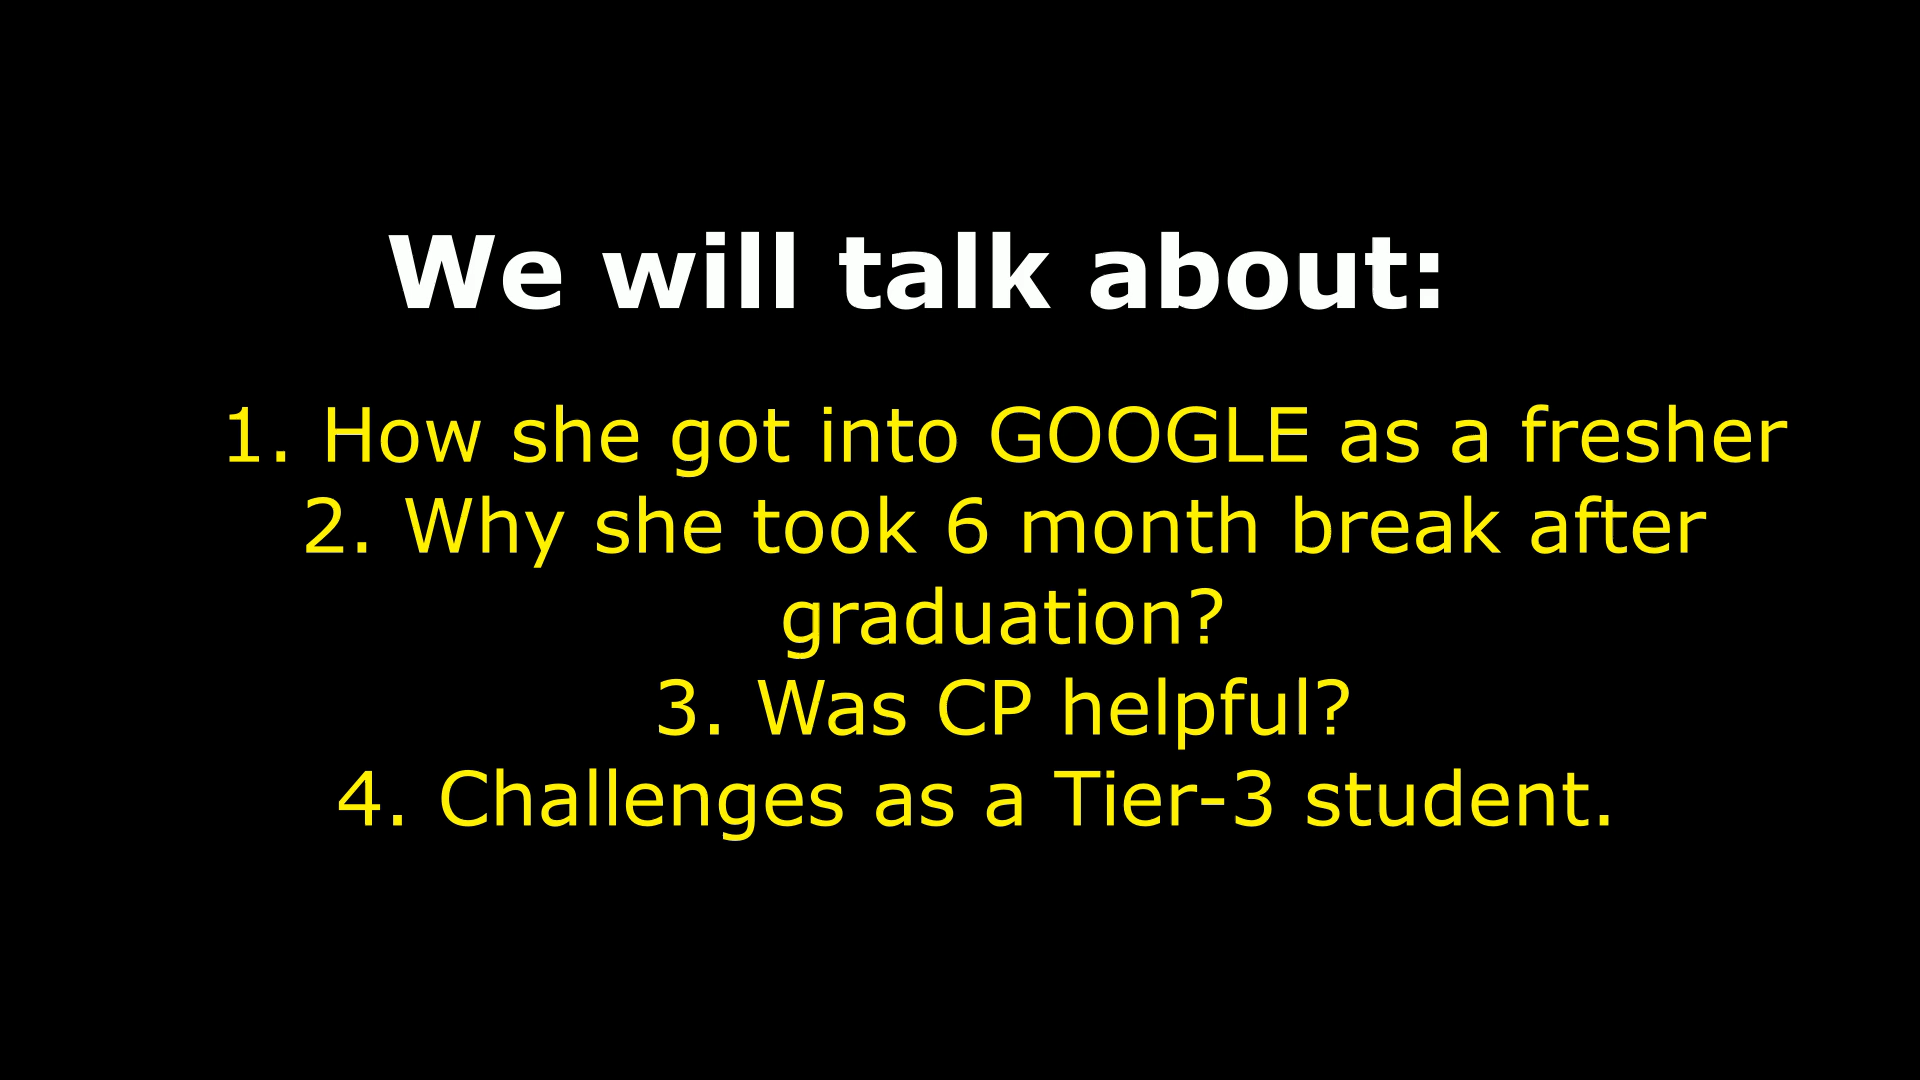 We will talk about:
1. How she got into GOOGLE as a fresher
2. Why she took 6 month break after
graduation?
3. Was CP helpful?
4. Challenges as a Tier-3 student.